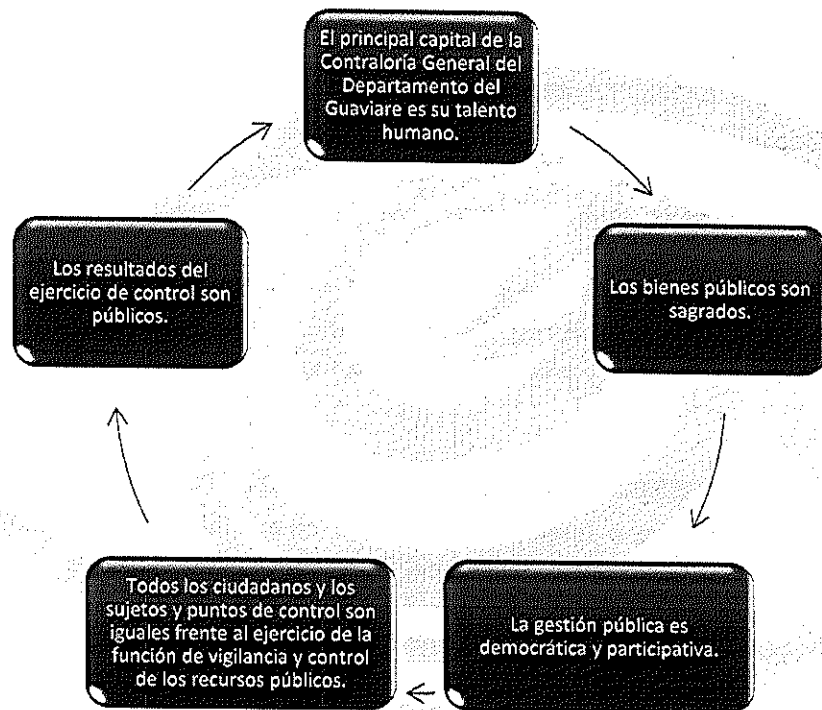 El principal capital de la
Contraloría General del
Departamento del
Guaviare es su talento
humano.
Los bienes públicos son
sagrados.
La gestión pública es
democrática y participativa.
Todos los ciudadanos y los
sujetos y puntos de control son
iguales frente al ejercicio de la
función de vigilancia y control
de los recursos públicos.
Los resultados del
ejercicio de control son
públicos.